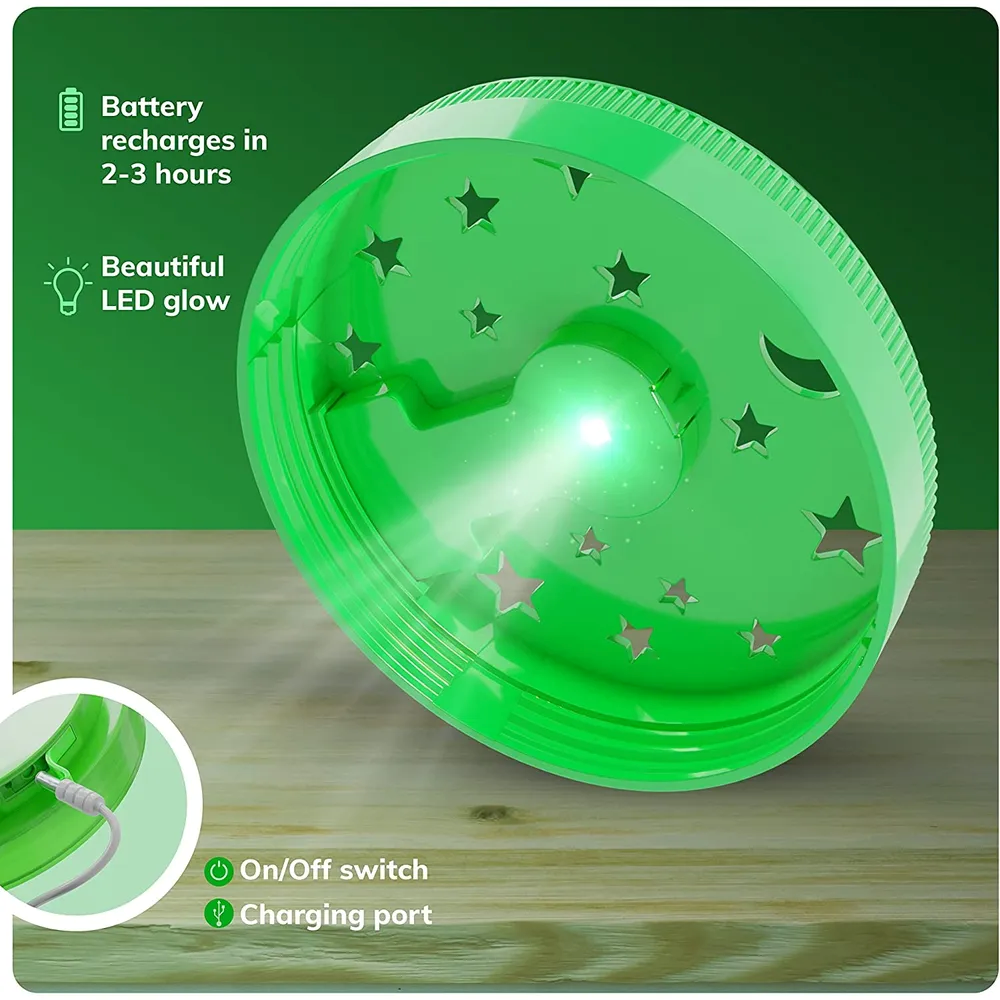 Battery
recharges in
2-3 hours
Beautiful
LED glow
On/Off switch
Charging port